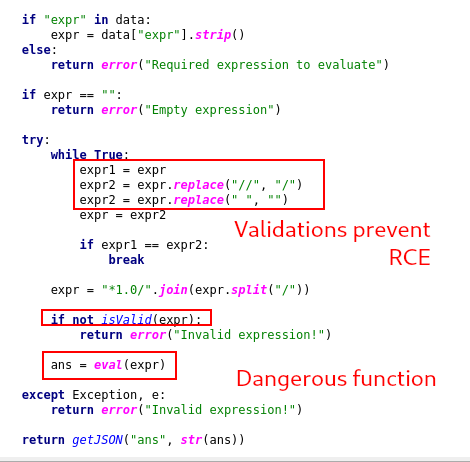 if "expr" in data:
    expr = data["expr"].strip()
else:
    return error("Required expression to evaluate")

if expr == "":
    return error("Empty expression")

try:
    while True:
        expr1 = expr
        expr2 = expr.replace("//", "/")
        expr2 = expr.replace(" ", "")
        expr = expr2
Validations prevent
RCE
        if expr1 == expr2:
            break

    expr = "*1.0/".join(expr.split("/"))

    if not isValid(expr):
        return error("Invalid expression!")

    ans = eval(expr)
Dangerous function
except Exception, e:
    return error("Invalid expression!")

return getJSON("ans", str(ans))